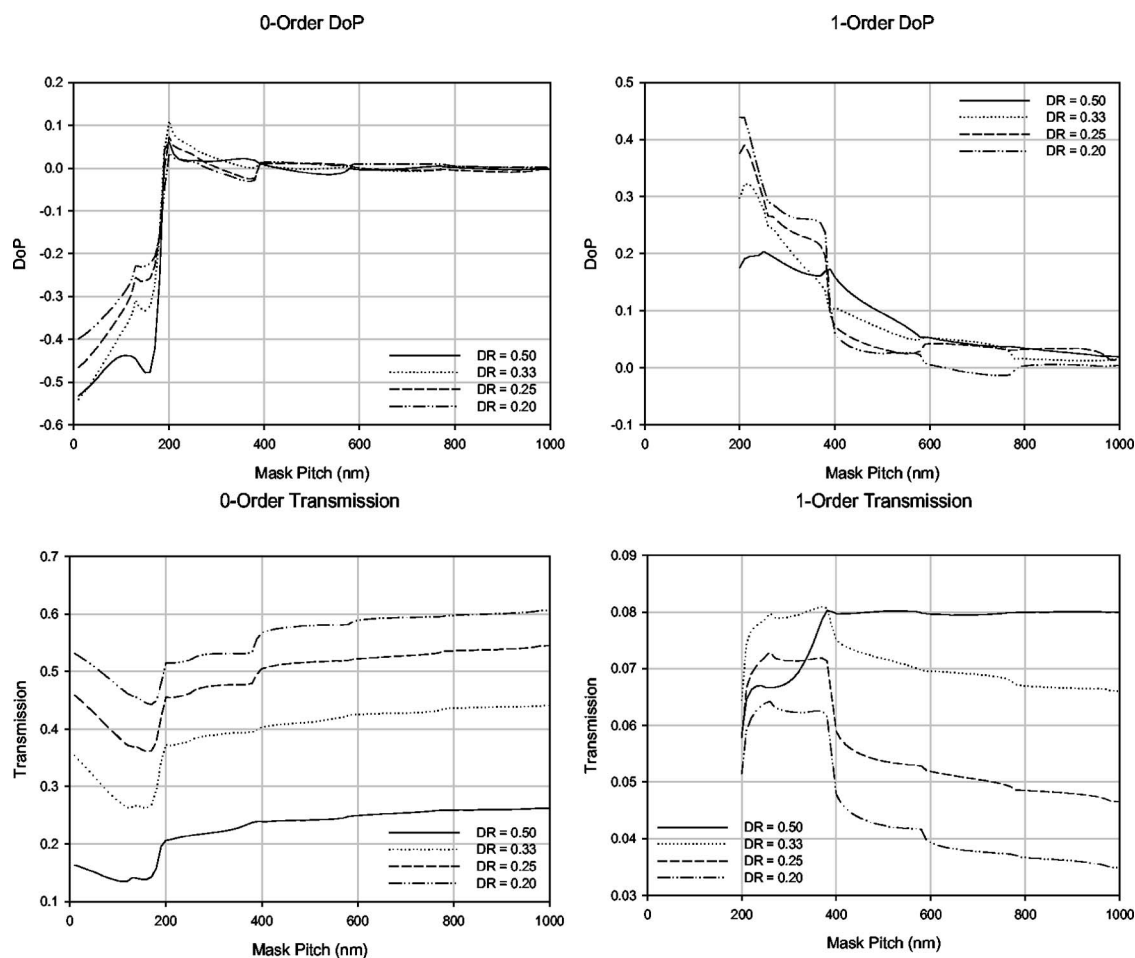 0-Order DoP
0.2
0.1
0.0
-0.1
-0.2
-0.3
-0.4
-0.5
-0.6
DoP
DR = 0.50
DR = 0.33
DR = 0.25
DR = 0.20
0 200 400 600 800 1000
Mask Pitch (nm)
1-Order DoP
0.5
0.4
0.3
0.2
0.1
0.0
-0.1
DoP
DR = 0.50
DR = 0.33
DR = 0.25
DR = 0.20
0 200 400 600 800 1000
Mask Pitch (nm)
0-Order Transmission
0.7
0.6
0.5
0.4
0.3
0.2
0.1
Transmission
DR = 0.50
DR = 0.33
DR = 0.25
DR = 0.20
0 200 400 600 800 1000
Mask Pitch (nm)
1-Order Transmission
0.09
0.08
0.07
0.06
0.05
0.04
0.03
Transmission
DR = 0.50
DR = 0.33
DR = 0.25
DR = 0.20
0 200 400 600 800 1000
Mask Pitch (nm)